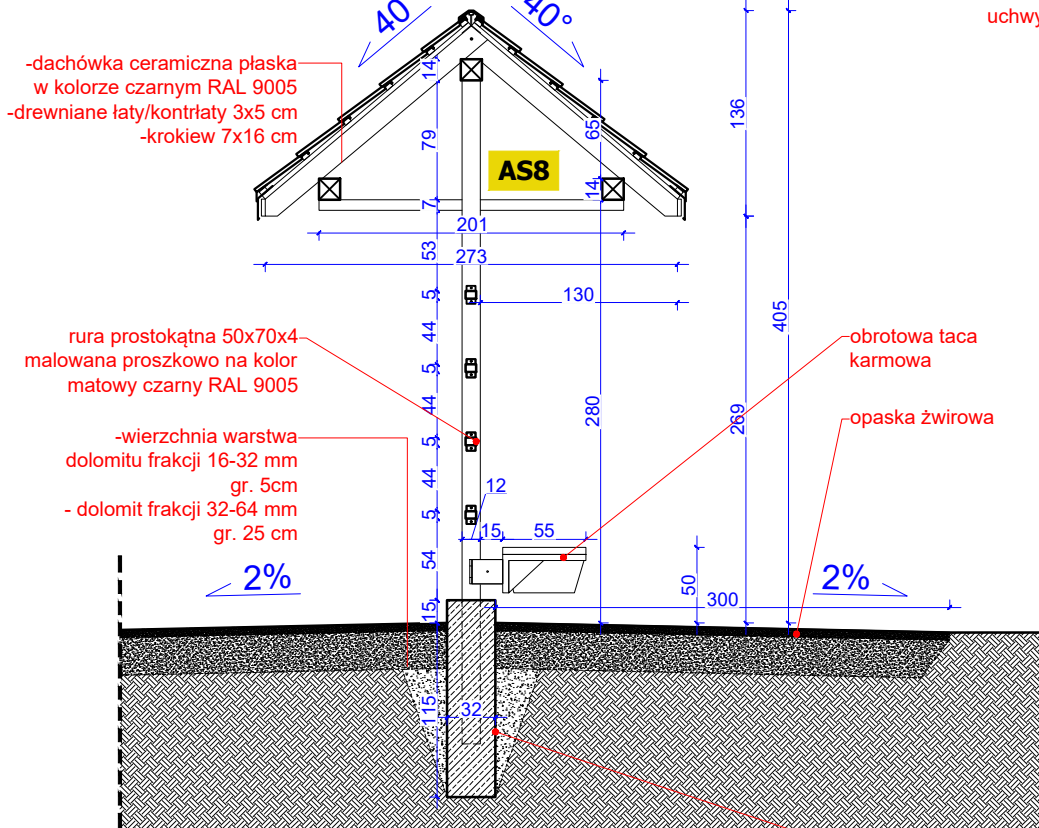 uchwy
40
40°
-dachówka ceramiczna płaska
w kolorze czarnym RAL 9005
-drewniane łaty/kontrłaty 3x5 cm
-krokiew 7x16 cm
14
79
7
65
14
136
AS8
201
53
273
5
130
44
405
rura prostokątna 50x70x4
malowana proszkowo na kolor
matowy czarny RAL 9005
5
44
280
269
obrotowa taca
karmowa
opaska żwirowa
-wierzchnia warstwa
dolomitu frakcji 16-32 mm
gr. 5cm
- dolomit frakcji 32-64 mm
gr. 25 cm
5
44
5
12
15
55
54
50
2%
2%
15
300
115
32